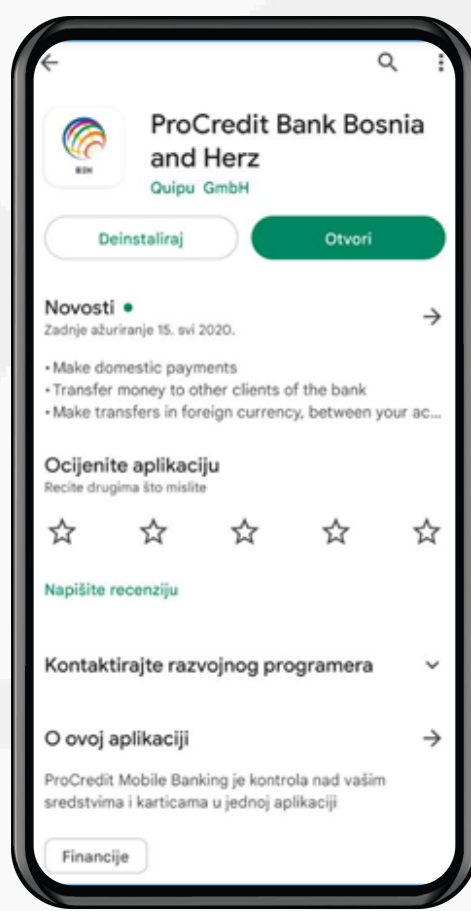 ProCredit Bank Bosnia
and Herz
BIH
Quipu GmbH
Deinstaliraj
Otvori
Novosti
Zadnje ažuriranje 15. svi 2020.
• Make domestic payments
• Transfer money to other clients of the bank
• Make transfers in foreign currency, between your ac...
Ocijenite aplikaciju
Recite drugima što mislite
Napišite recenziju
Kontaktirajte razvojnog programera
O ovoj aplikaciji
ProCredit Mobile Banking je kontrola nad vašim
sredstvima i karticama u jednoj aplikaciji
Financije